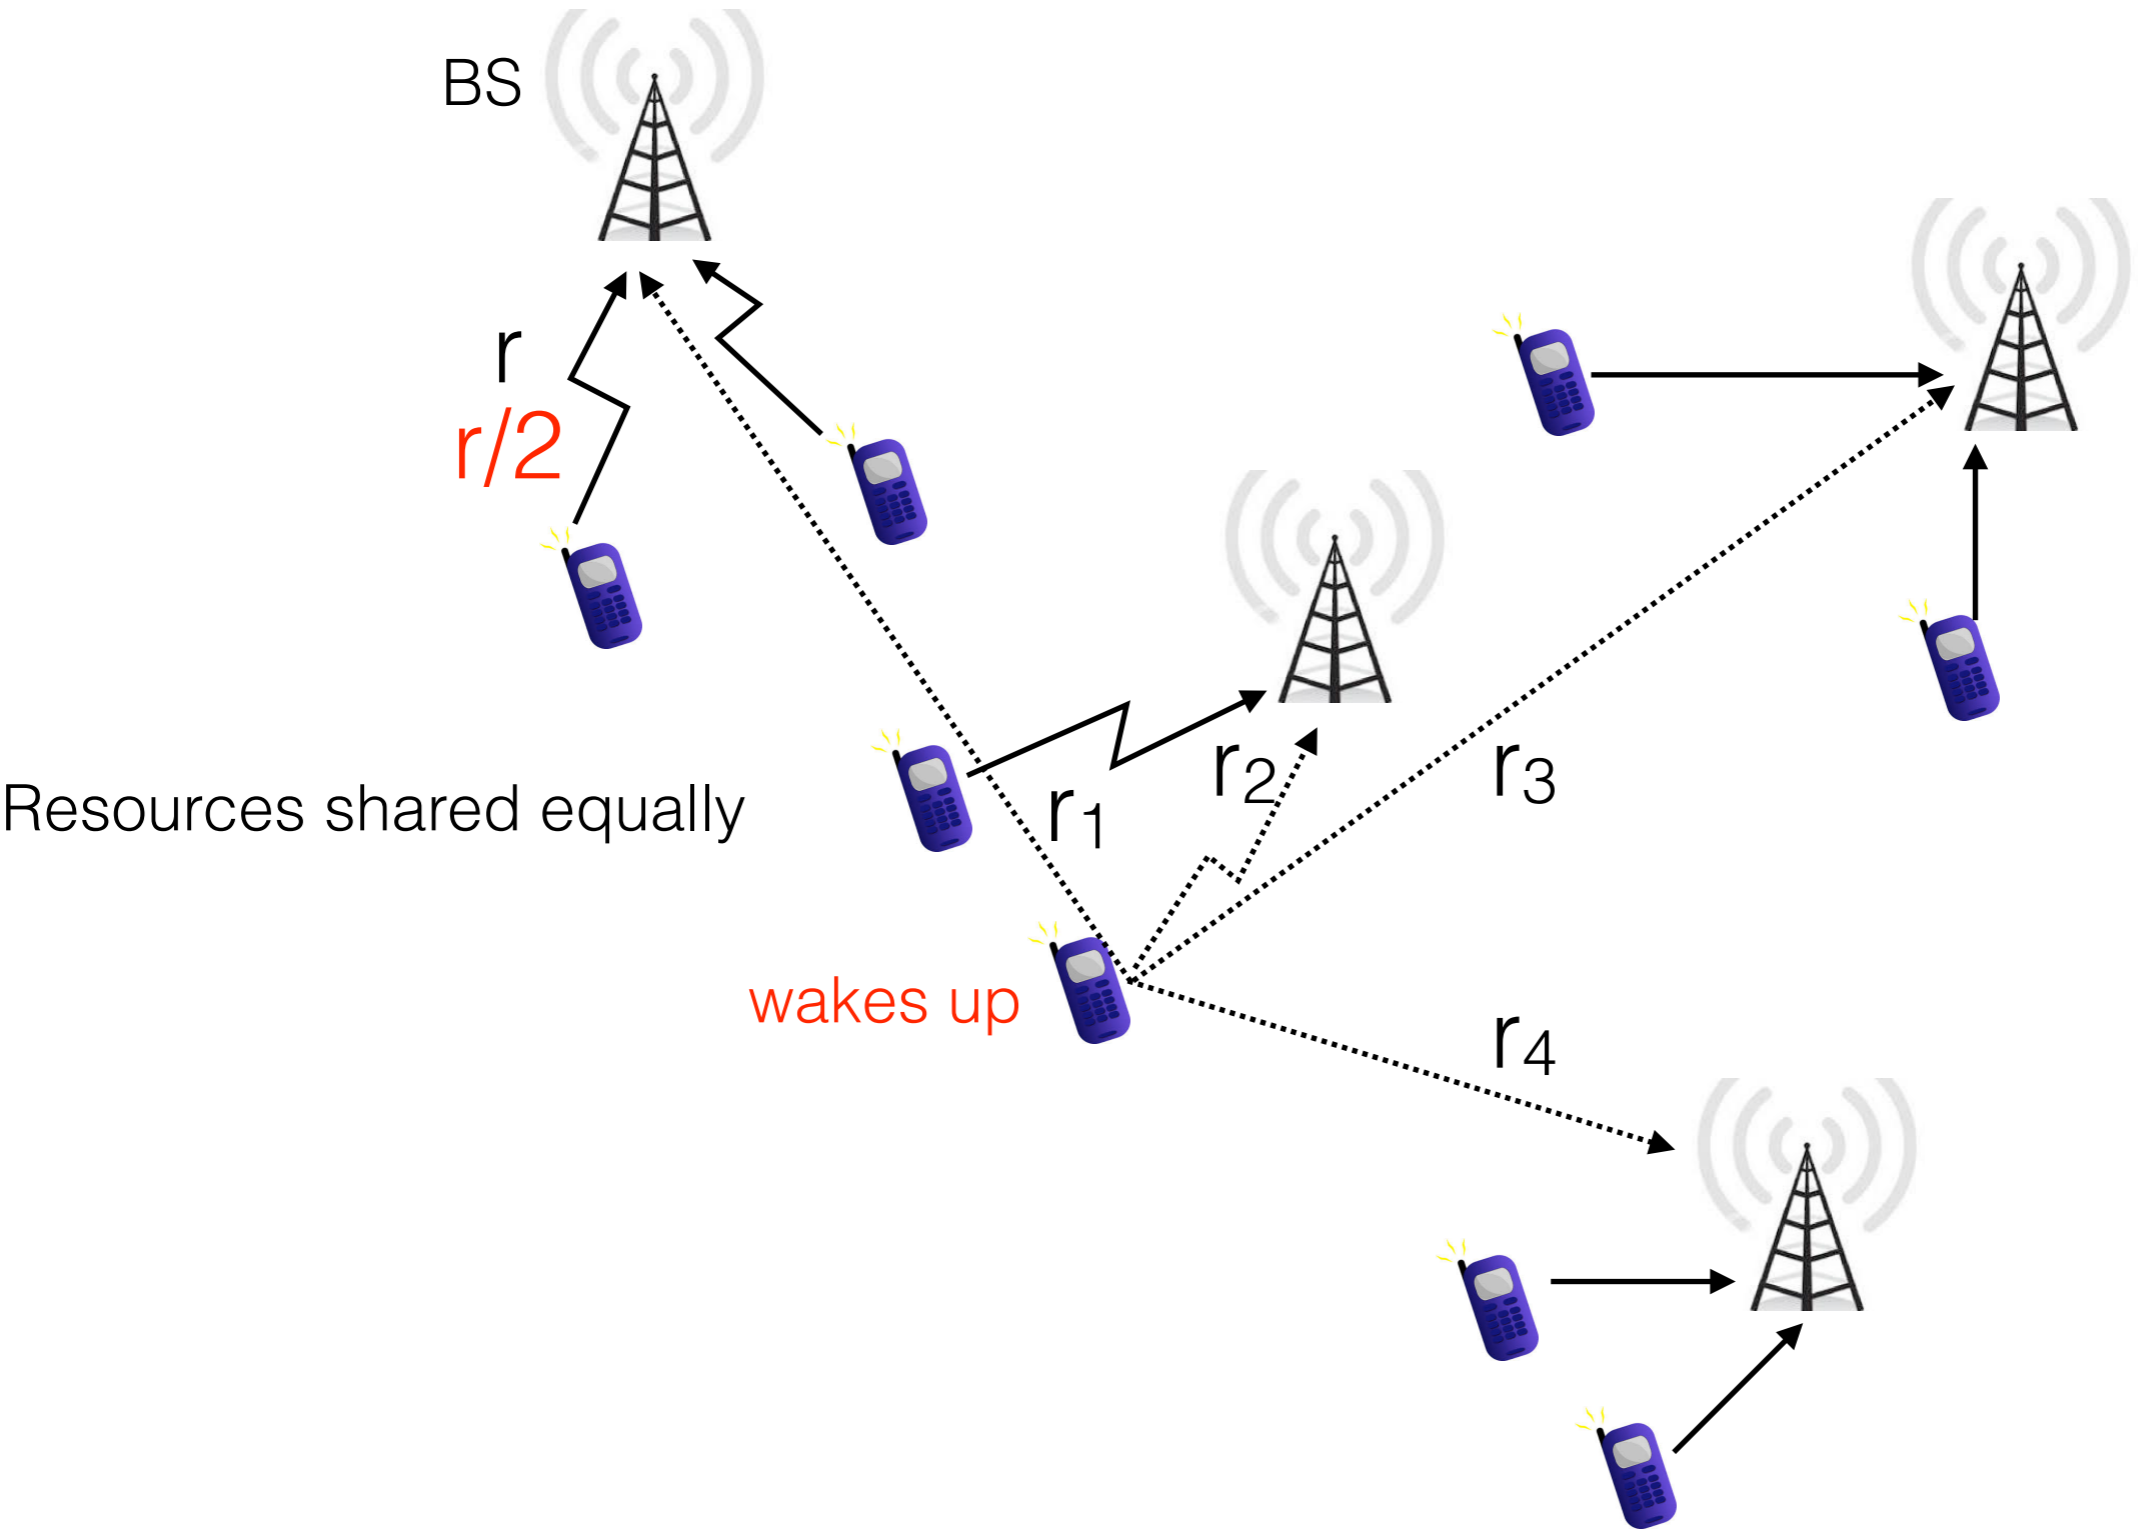 BS
r
r/2
Resources shared equally
r1
r2
r3
wakes up
r4